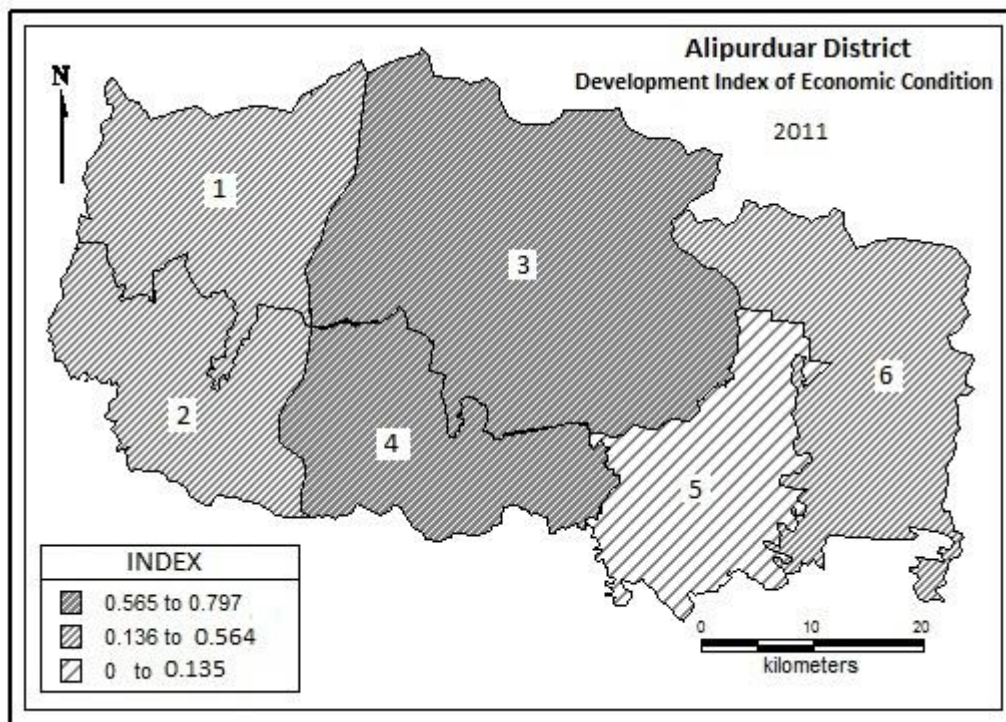 Alipurduar District
Development Index of Economic Condition
2011
N
1
2
3
4
5
6
INDEX
0.565 to 0.797
0.136 to 0.564
0 to 0.135
0 10 20
kilometers